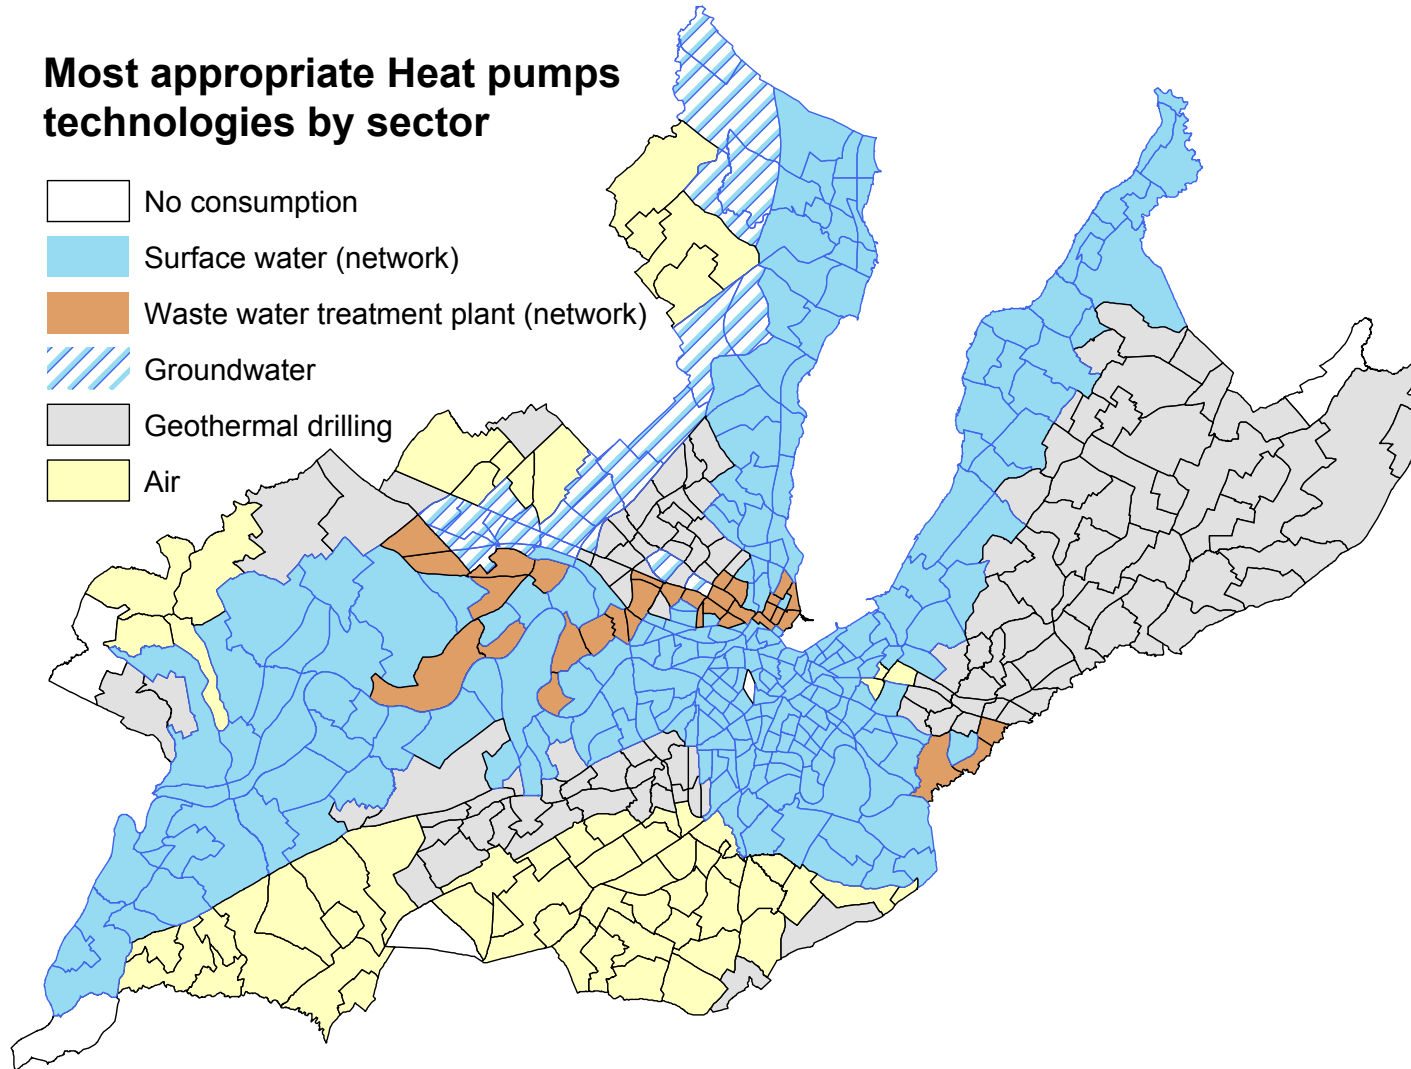 Most appropriate Heat pumps
technologies by sector
No consumption
Surface water (network)
Waste water treatment plant (network)
Groundwater
Geothermal drilling
Air